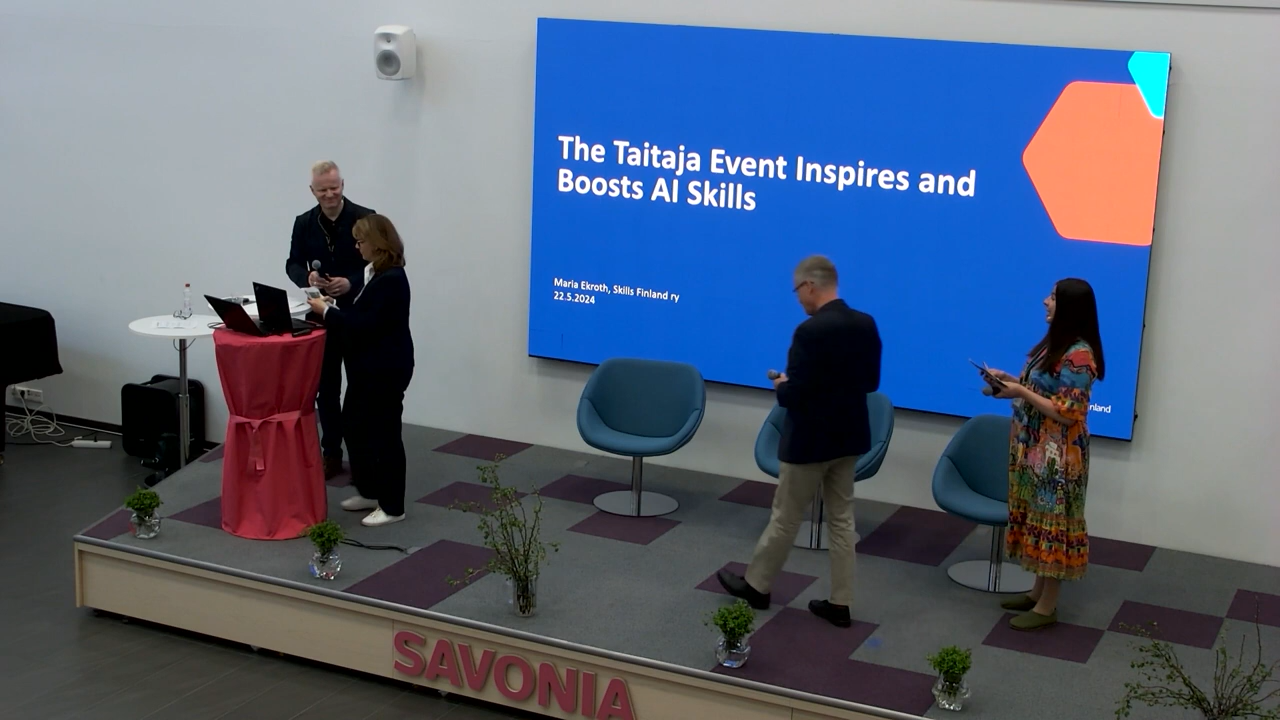 The Taitaja Event Inspires and
Boosts AI Skills
Maria Ekroth, Skills Finland ry
22.5.2024
SAVONIA